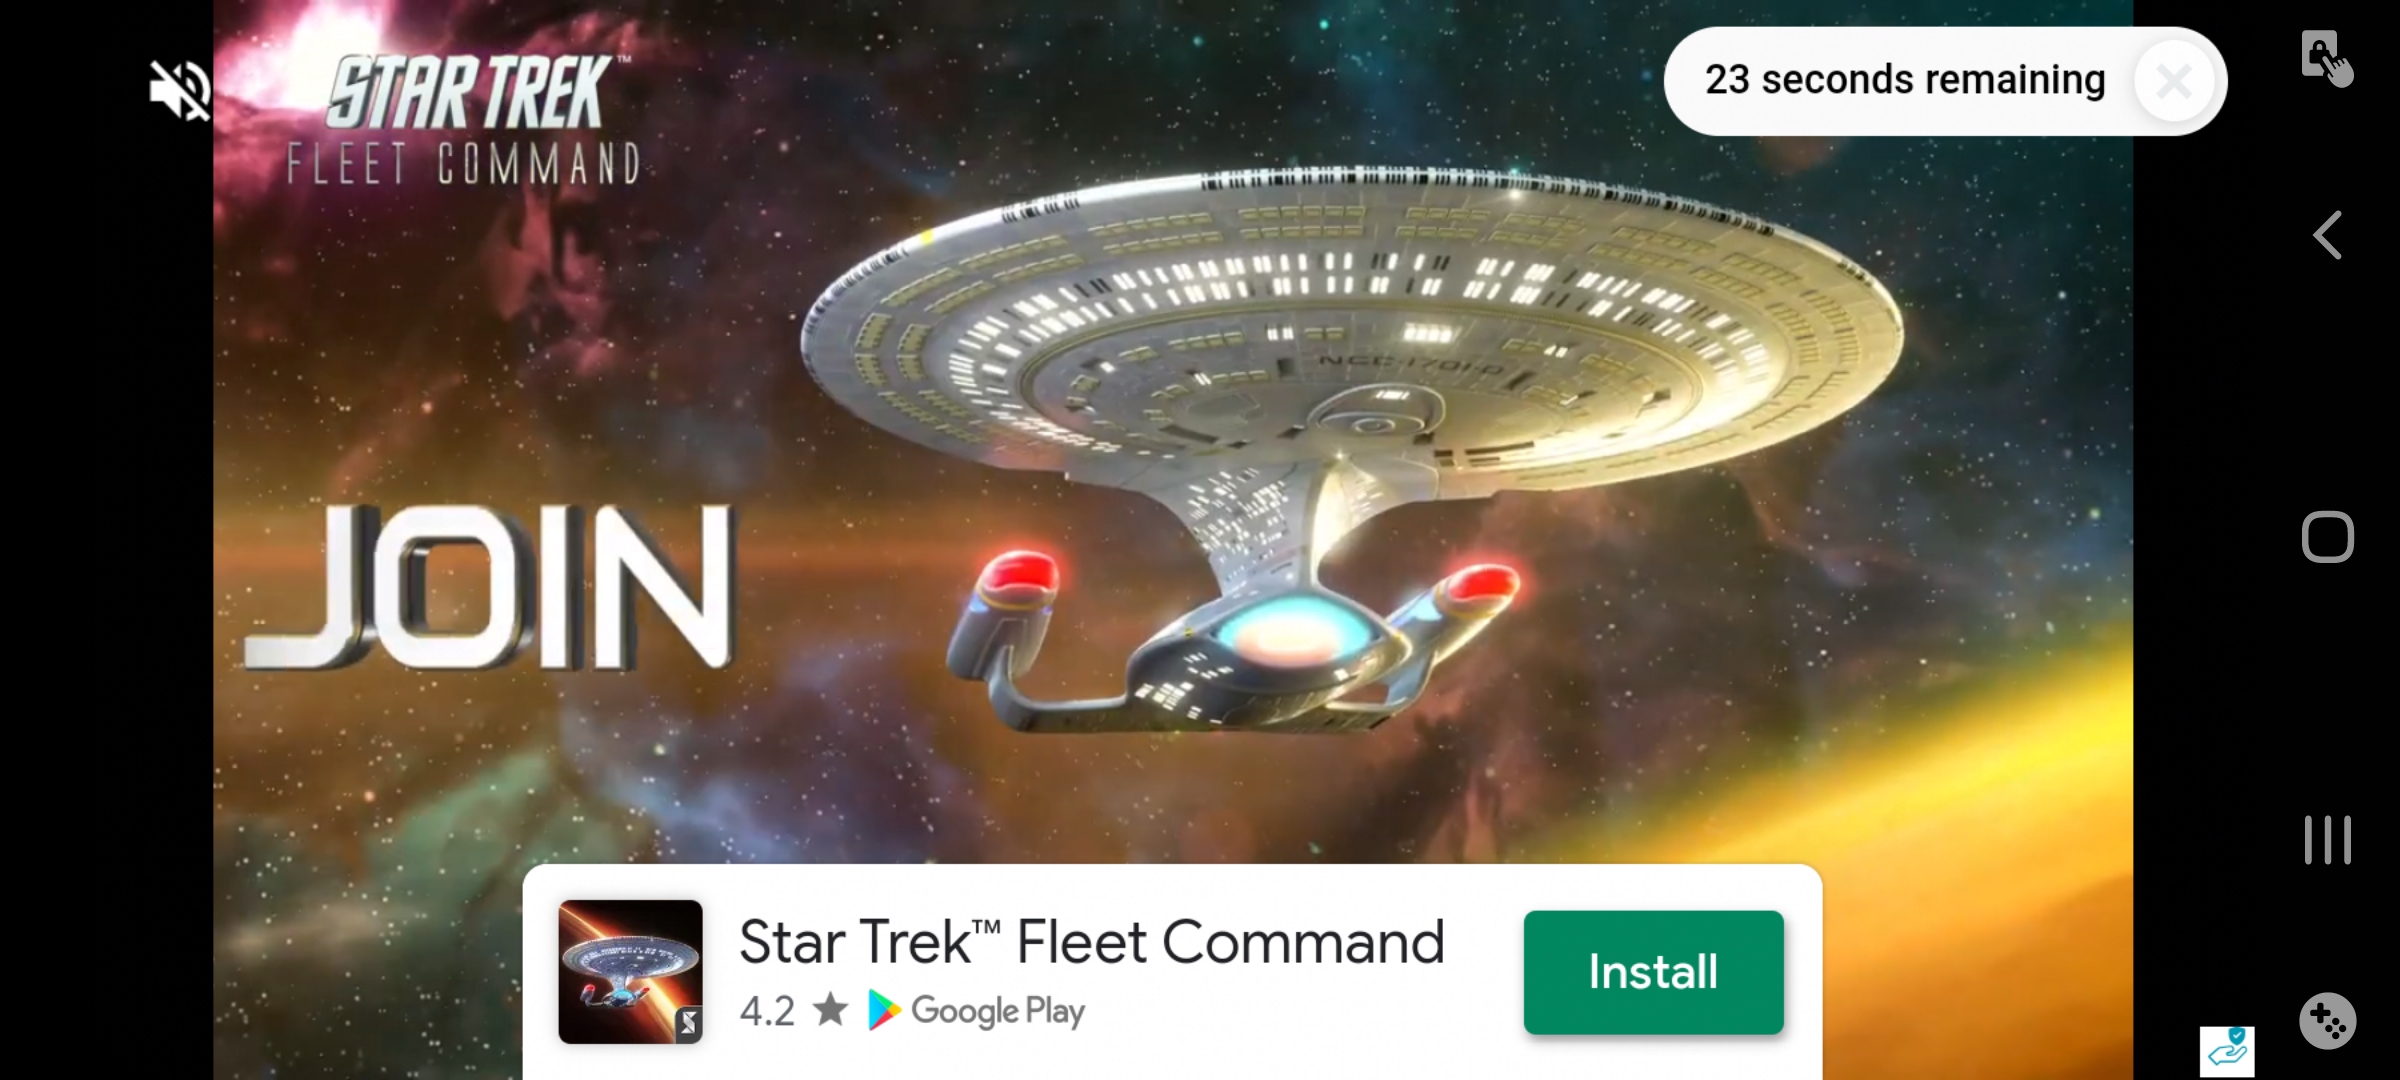 STAR TREK™
FLEET COMMAND
23 seconds remaining
NCC-1701-D
JOIN
Star Trek™ Fleet Command
4.2 ★ Google Play
Install